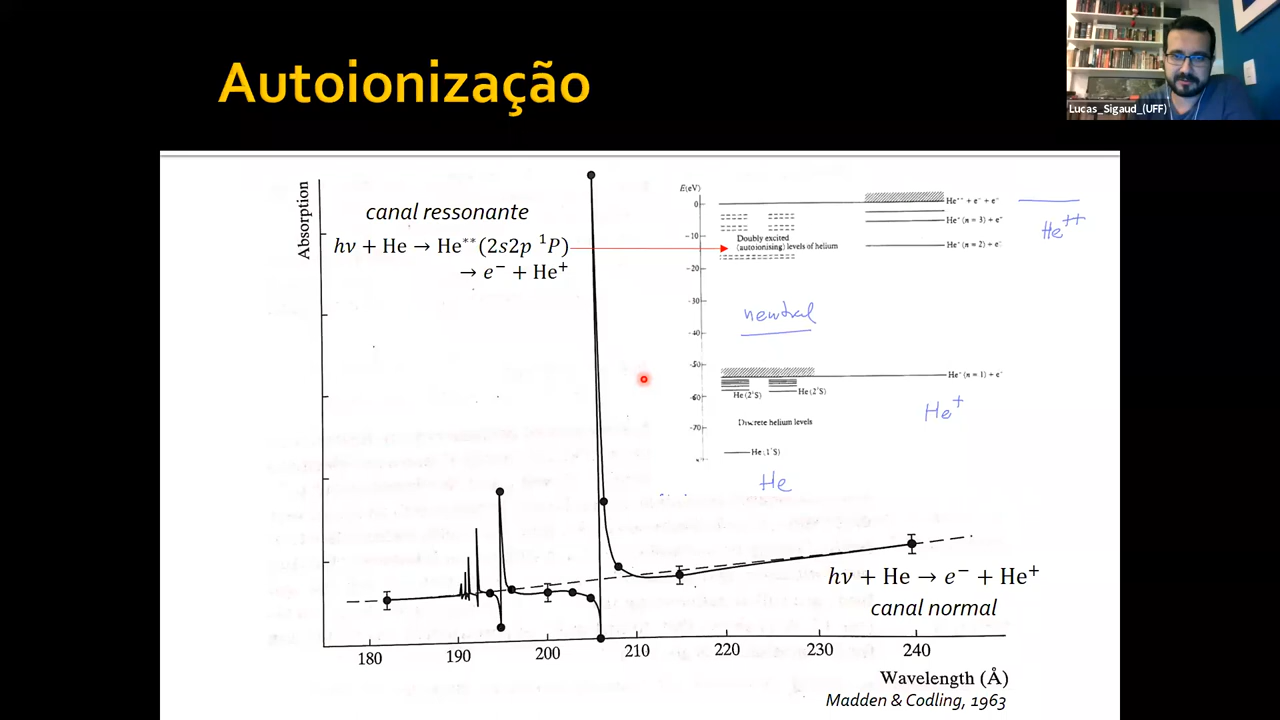 Autoionização
Lucas_Sigaud_(UFF)
Absorption
canal ressonante
hν + He → He**(2s2p ¹P)
→ e⁻ + He⁺
E(eV)
0
-10
-20
-30
-40
-50
-60
-70
He⁺⁺ + e⁻ + e⁻
He⁺ (n = 3) + e⁻
He⁺ (n = 2) + e⁻
Doubly excited
(autoionising) levels of helium
He⁺⁺
neutral
He⁺ (n = 1) + e⁻
He(2¹S)
He(2³S)
He⁺
Discrete helium levels
He(1¹S)
He
hν + He → e⁻ + He⁺
canal normal
180 190 200 210 220 230 240
Wavelength (Å)
Madden & Codling, 1963